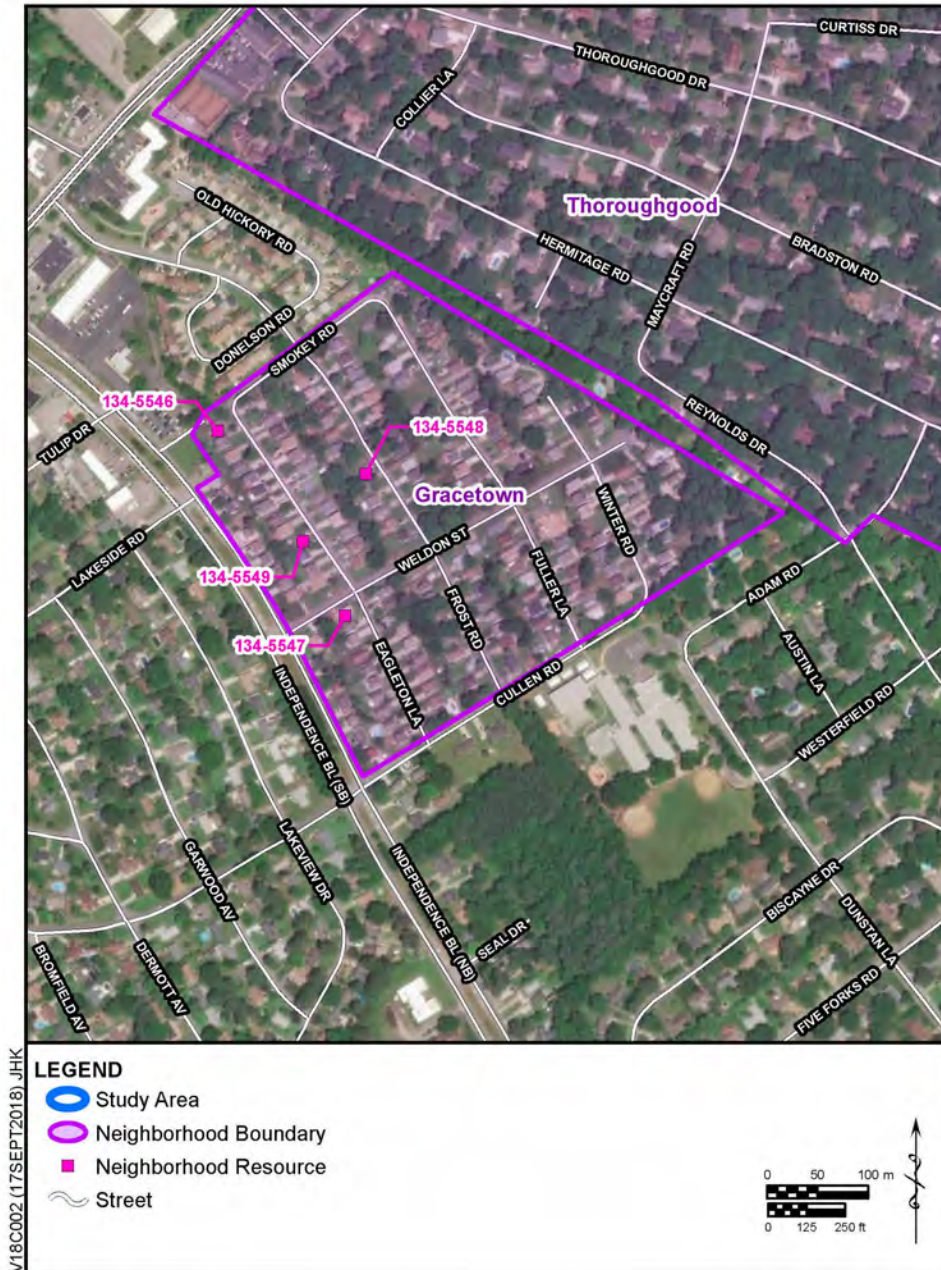 CURTISS DR
THOROUGHGOOD DR
COLLIER LA
Thoroughgood
OLD HICKORY RD
HERMITAGE RD
BRADSTON RD
MAYCRAFT RD
DONELSON RD
SMOKEY RD
134-5546
134-5548
REYNOLDS DR
TULIP DR
Gracetown
WINTER RD
LAKESIDE RD
WELDON ST
134-5549
FULLER LA
ADAM RD
FROST RD
134-5547
AUSTIN LA
EAGLETON LA
CULLEN RD
WESTERFIELD RD
INDEPENDENCE BL (SB)
GARWOOD AV
LAKEVIEW DR
INDEPENDENCE BL (NB)
BISCAYNE DR
DUNSTAN LA
SEAL DR
BROMFIELD AV
DERMOTT AV
FIVE FORKS RD
V18C002 (17SEPT2018) JHK
LEGEND
Study Area
Neighborhood Boundary
Neighborhood Resource
Street
0 50 100 m
0 125 250 ft